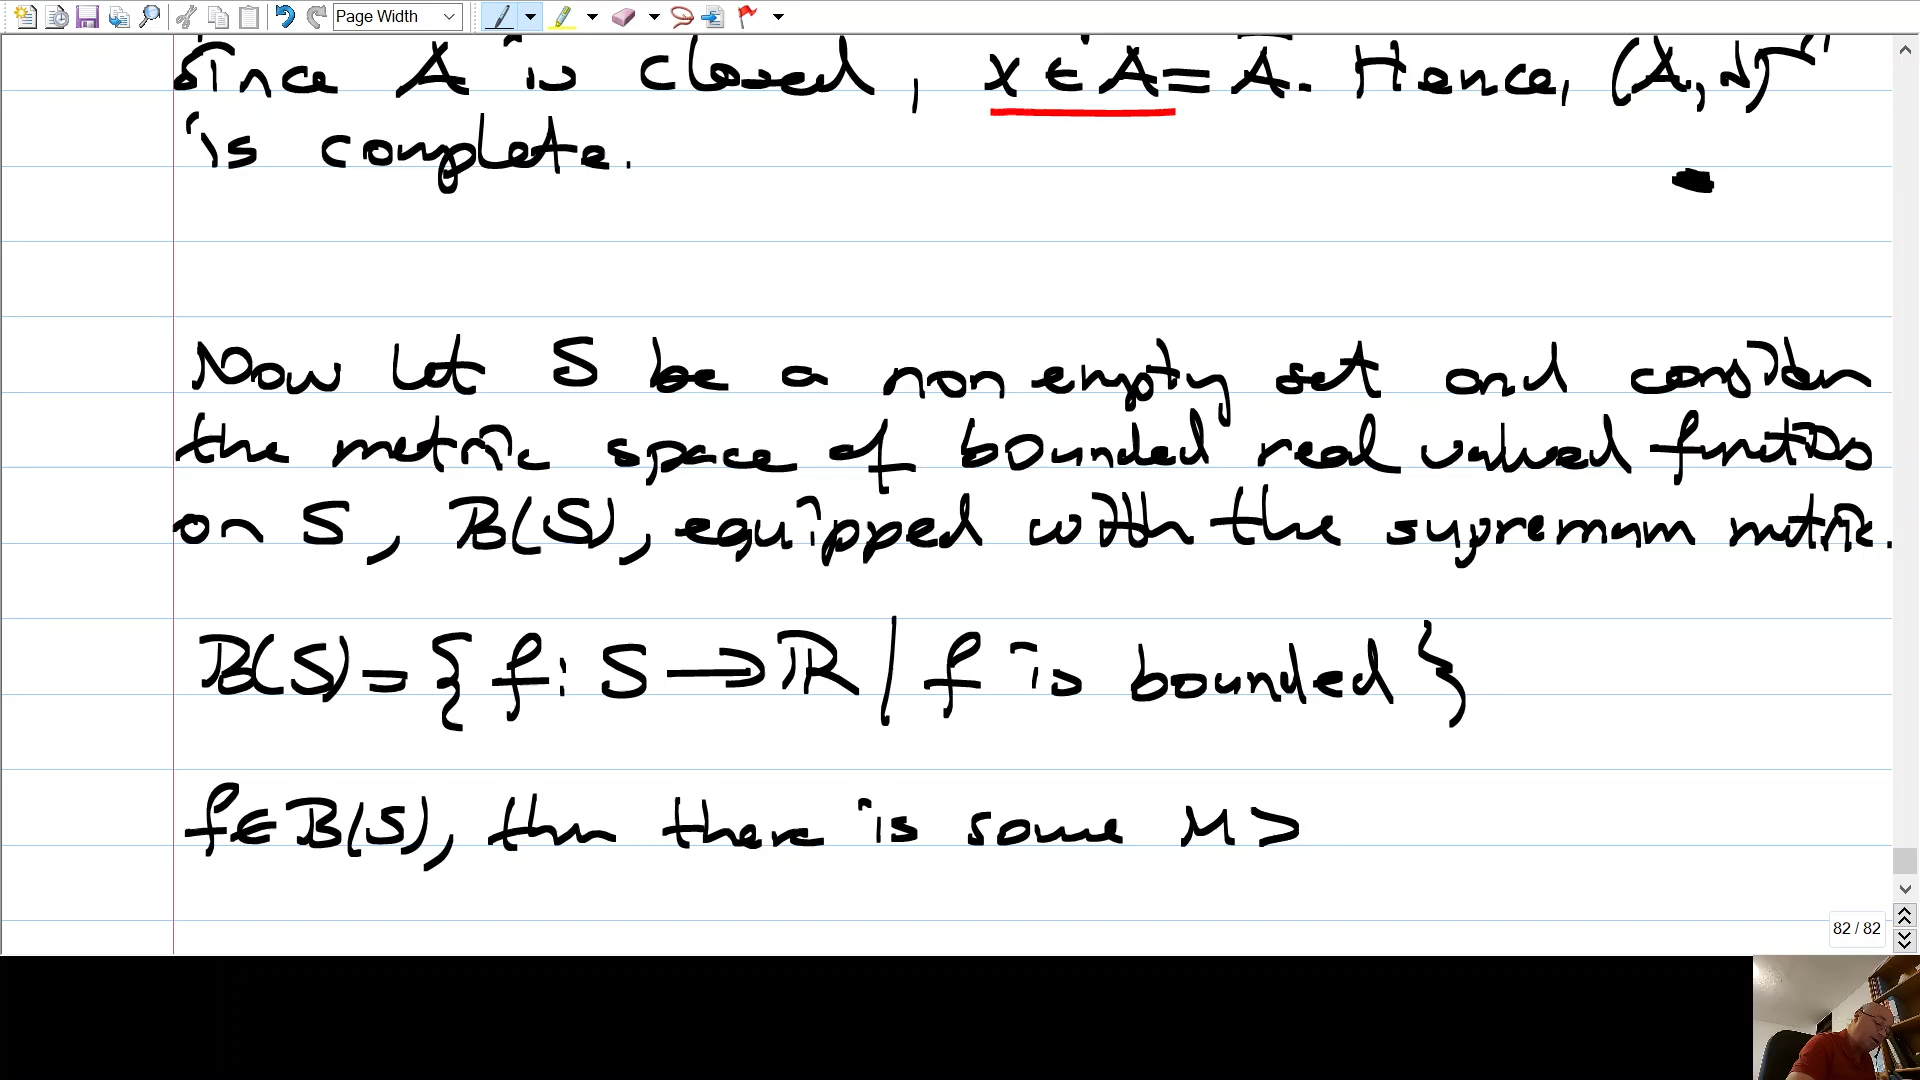 Page Width
Since A is closed, x ∈ A = A̅. Hence, (A, d)
is complete.
Now let S be a non empty set and consider
the metric space of bounded real valued functions
on S, B(S), equipped with the supremum metric.
B(S) = { f : S → ℝ | f is bounded }
f ∈ B(S), then there is some M >
82 / 82